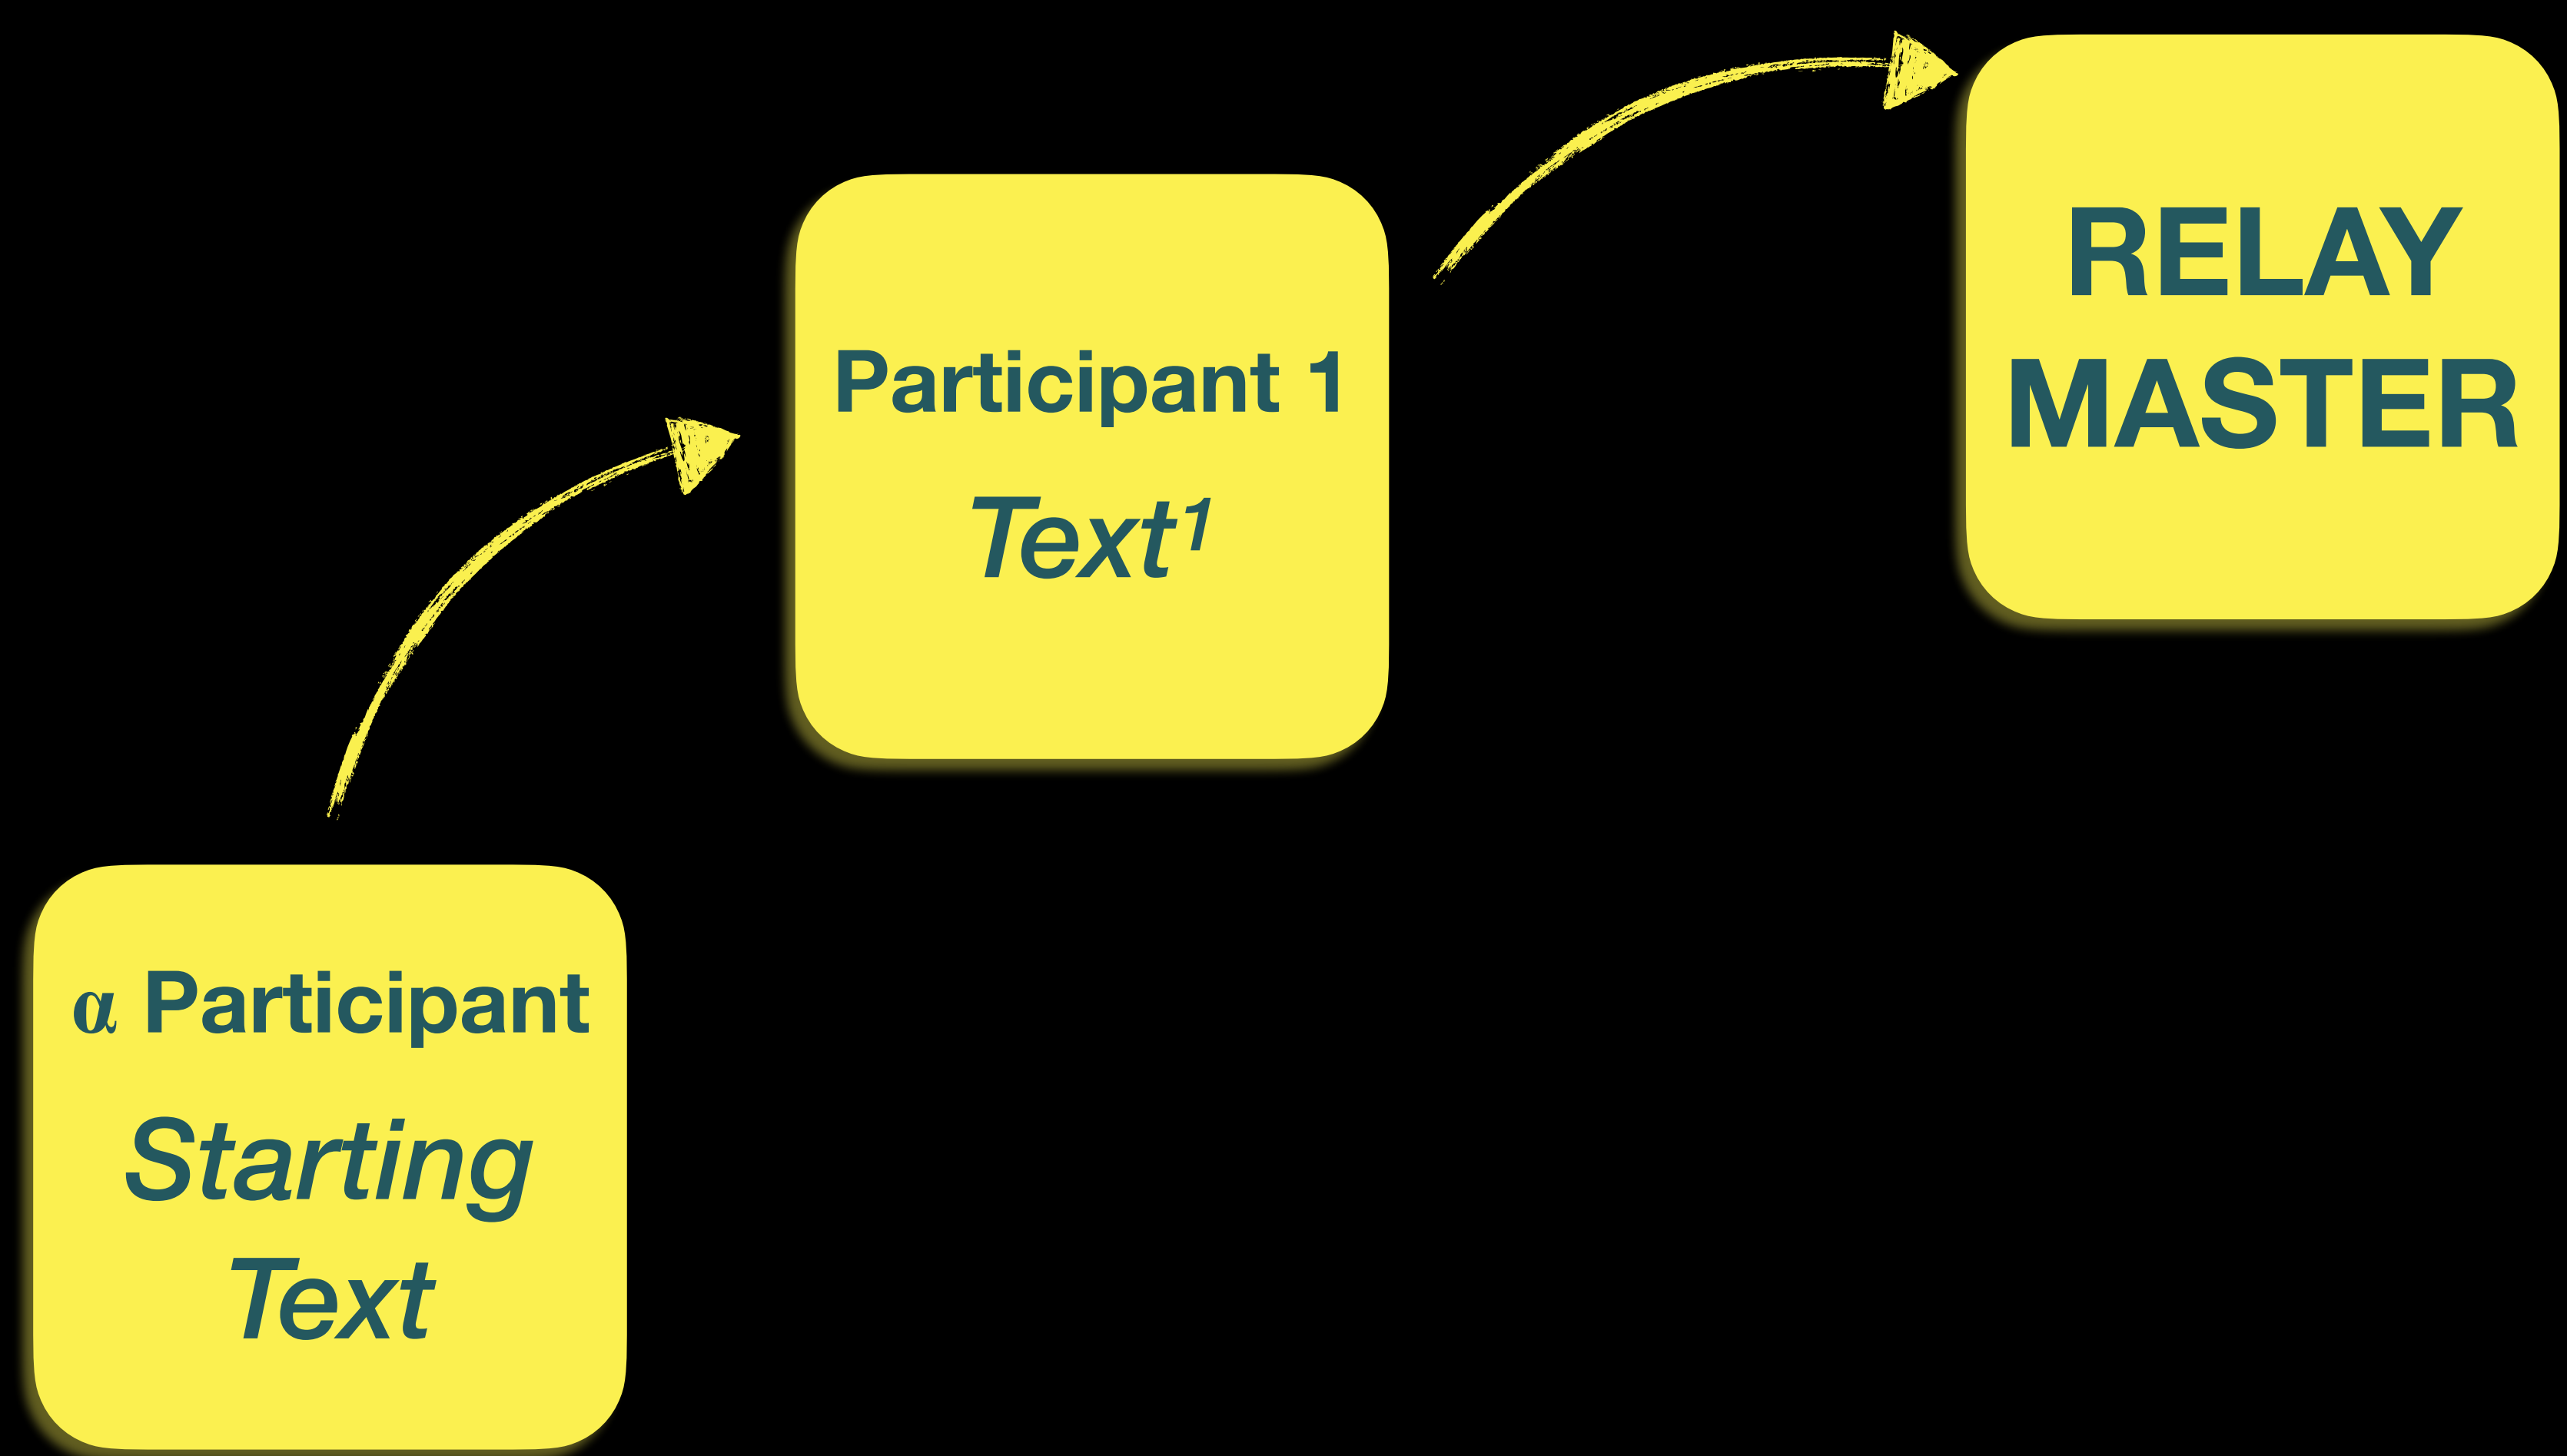 α Participant
Starting
Text
Participant 1
Text¹
RELAY
MASTER